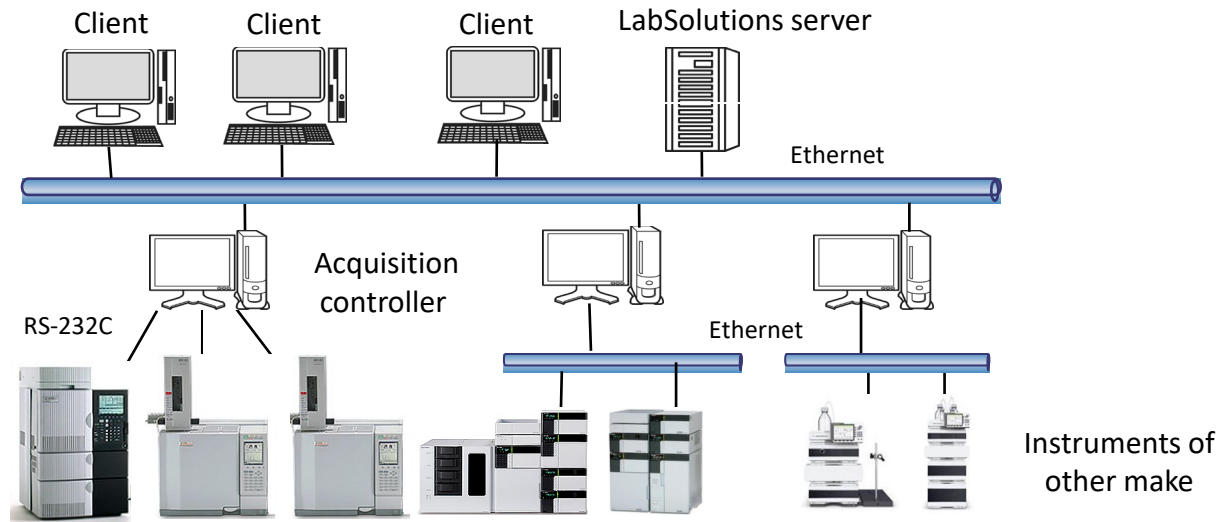 Client
Client
Client
LabSolutions server
Ethernet
Acquisition
controller
RS-232C
Ethernet
Instruments of
other make